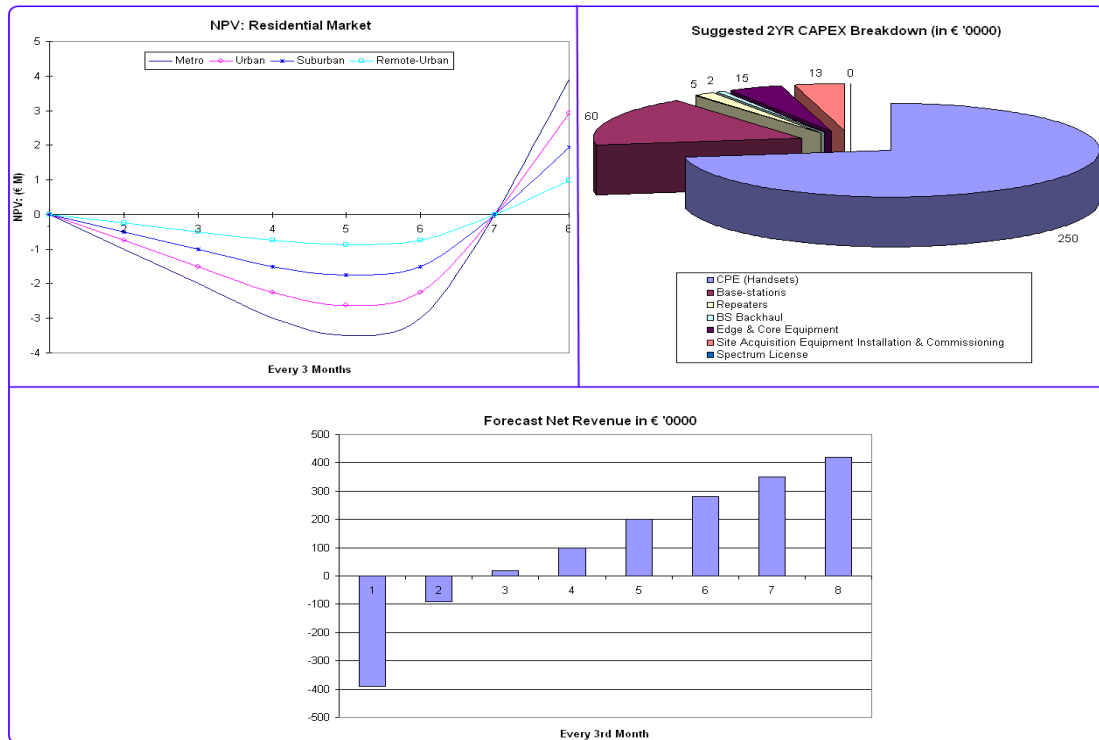 NPV: Residential Market
5
4
3
2
1
0
-1
-2
-3
-4
NPV: (€ M)
Metro Urban Suburban Remote-Urban
2 3 4 5 6 7 8
Every 3 Months
Suggested 2YR CAPEX Breakdown (in € '0000)
60
5
2
15
13
0
250
CPE (Handsets)
Base-stations
Repeaters
BS Backhaul
Edge & Core Equipment
Site Acquisition Equipment Installation & Commissioning
Spectrum License
Forecast Net Revenue in € '0000
500
400
300
200
100
0
-100
-200
-300
-400
-500
1 2 3 4 5 6 7 8
Every 3rd Month